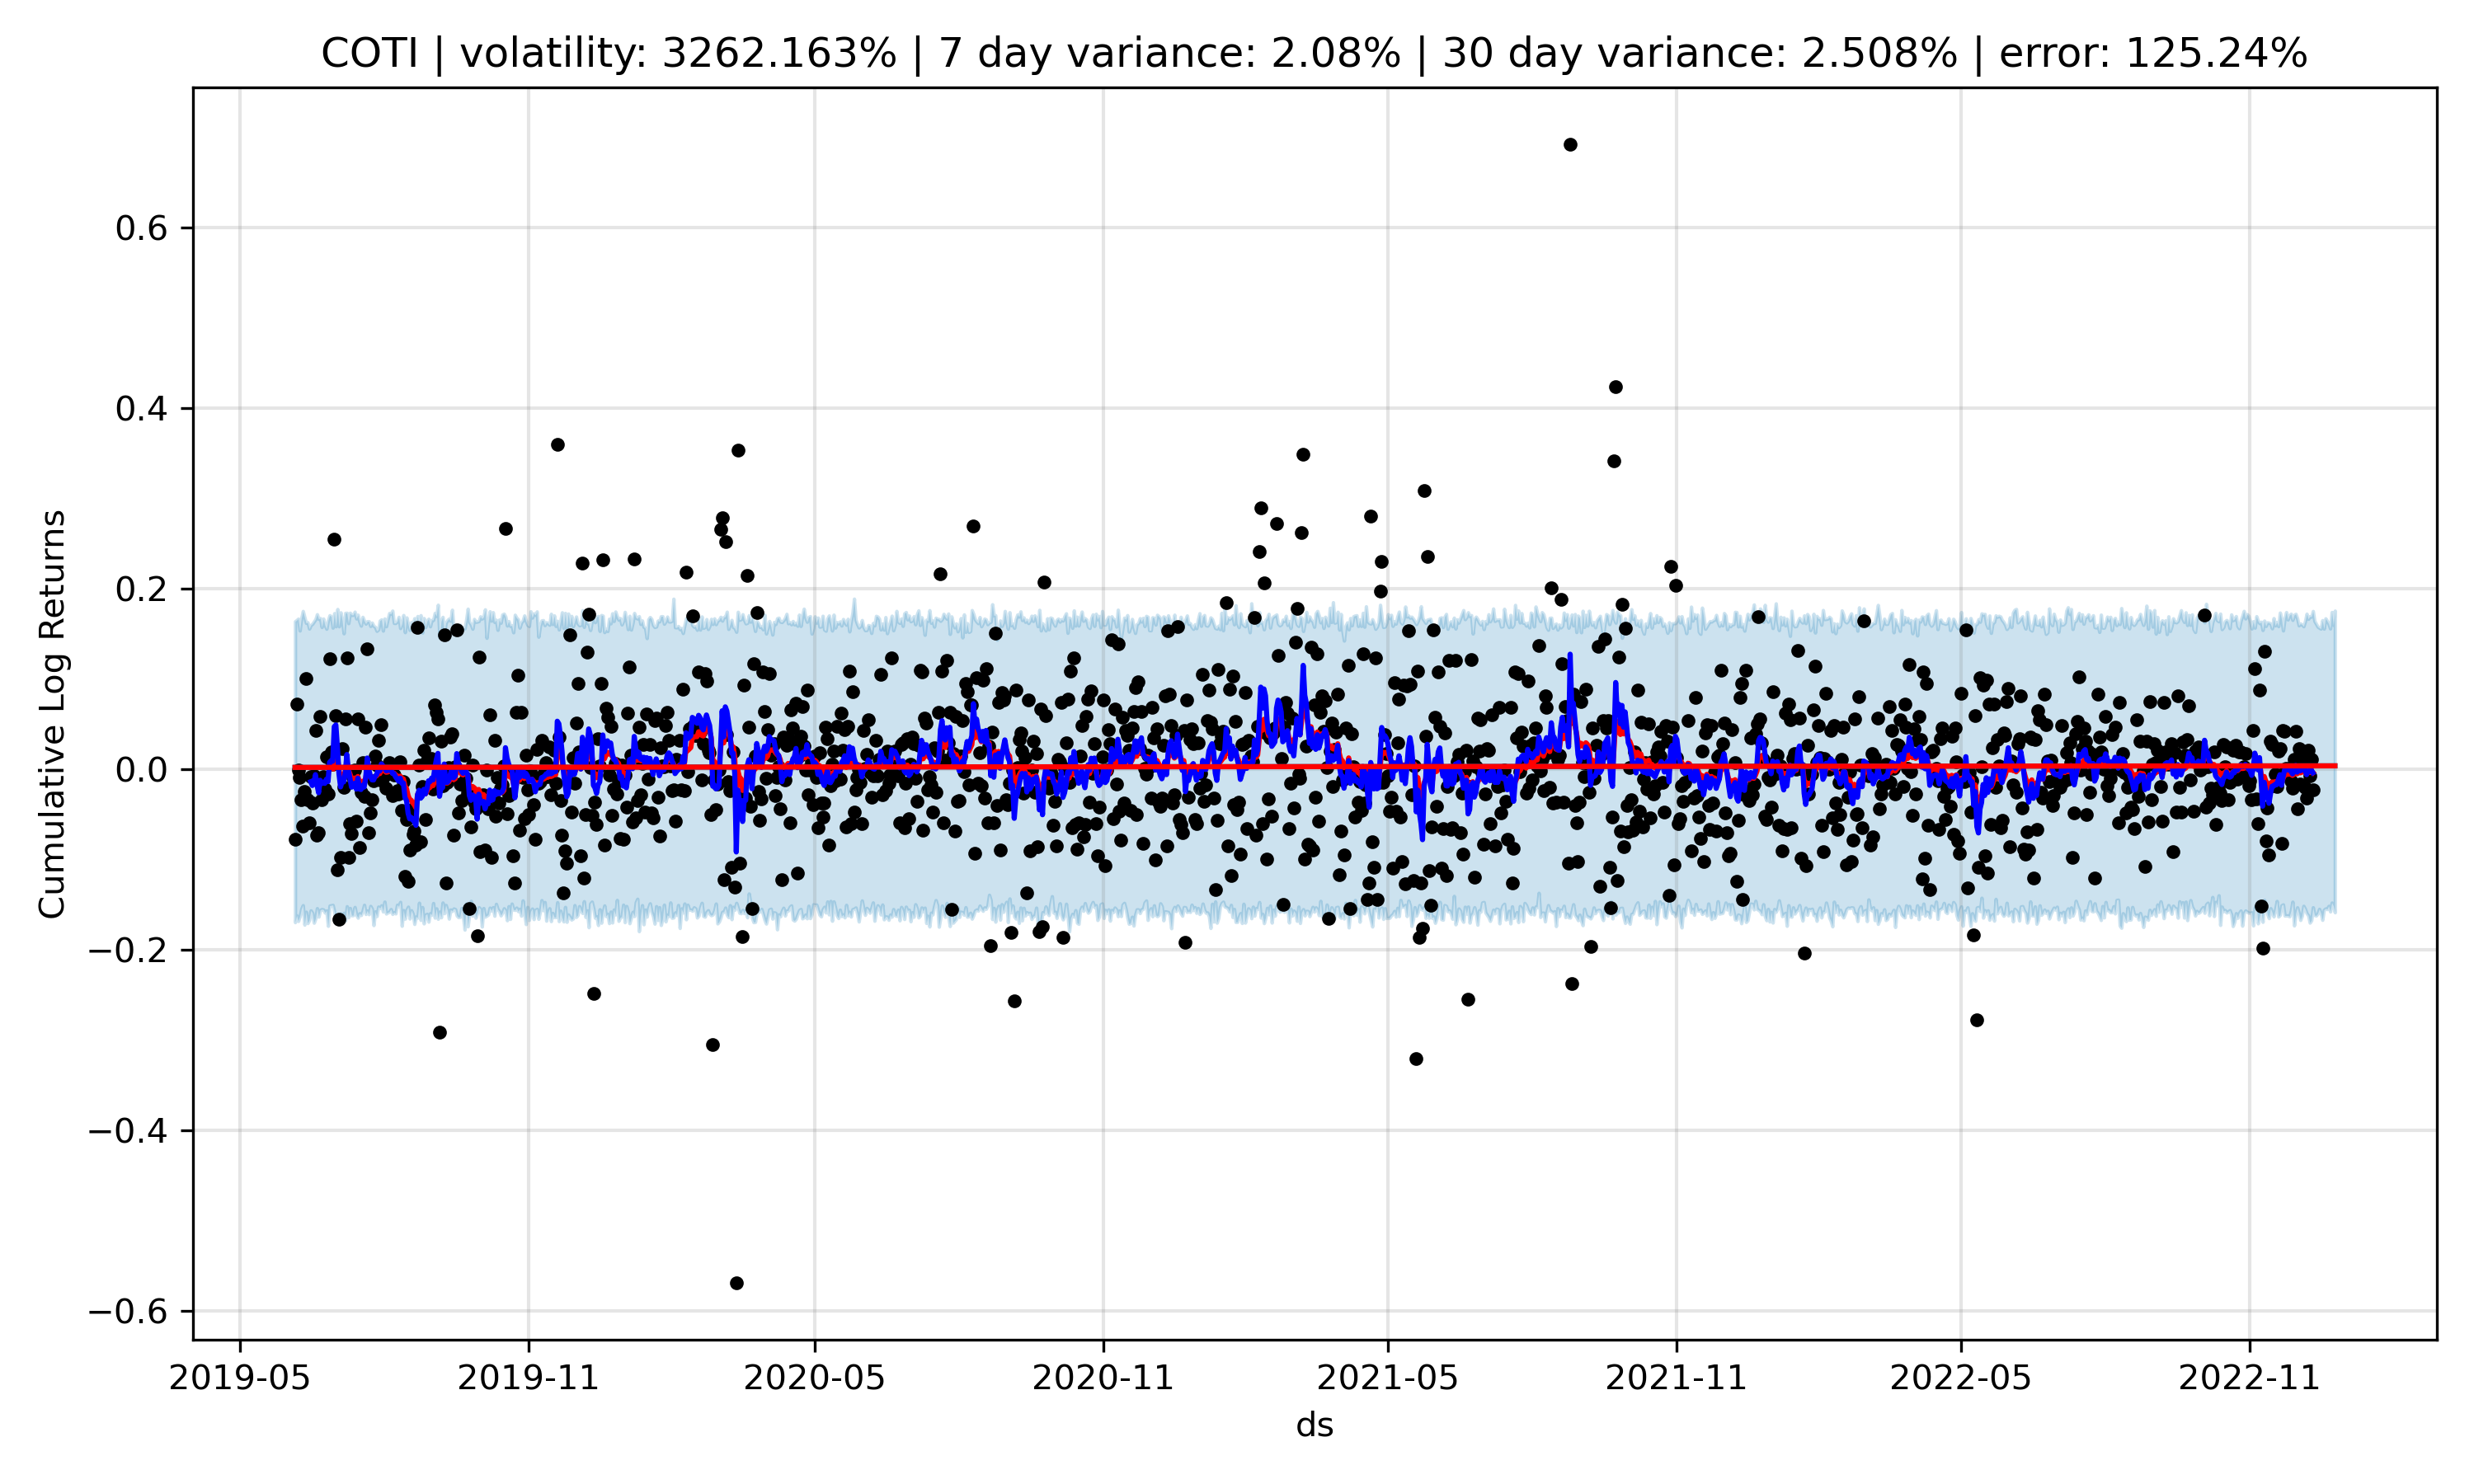 COTI | volatility: 3262.163% | 7 day variance: 2.08% | 30 day variance: 2.508% | error: 125.24%
Cumulative Log Returns
0.6
0.4
0.2
0.0
−0.2
−0.4
−0.6
2019-05 2019-11 2020-05 2020-11 2021-05 2021-11 2022-05 2022-11
ds